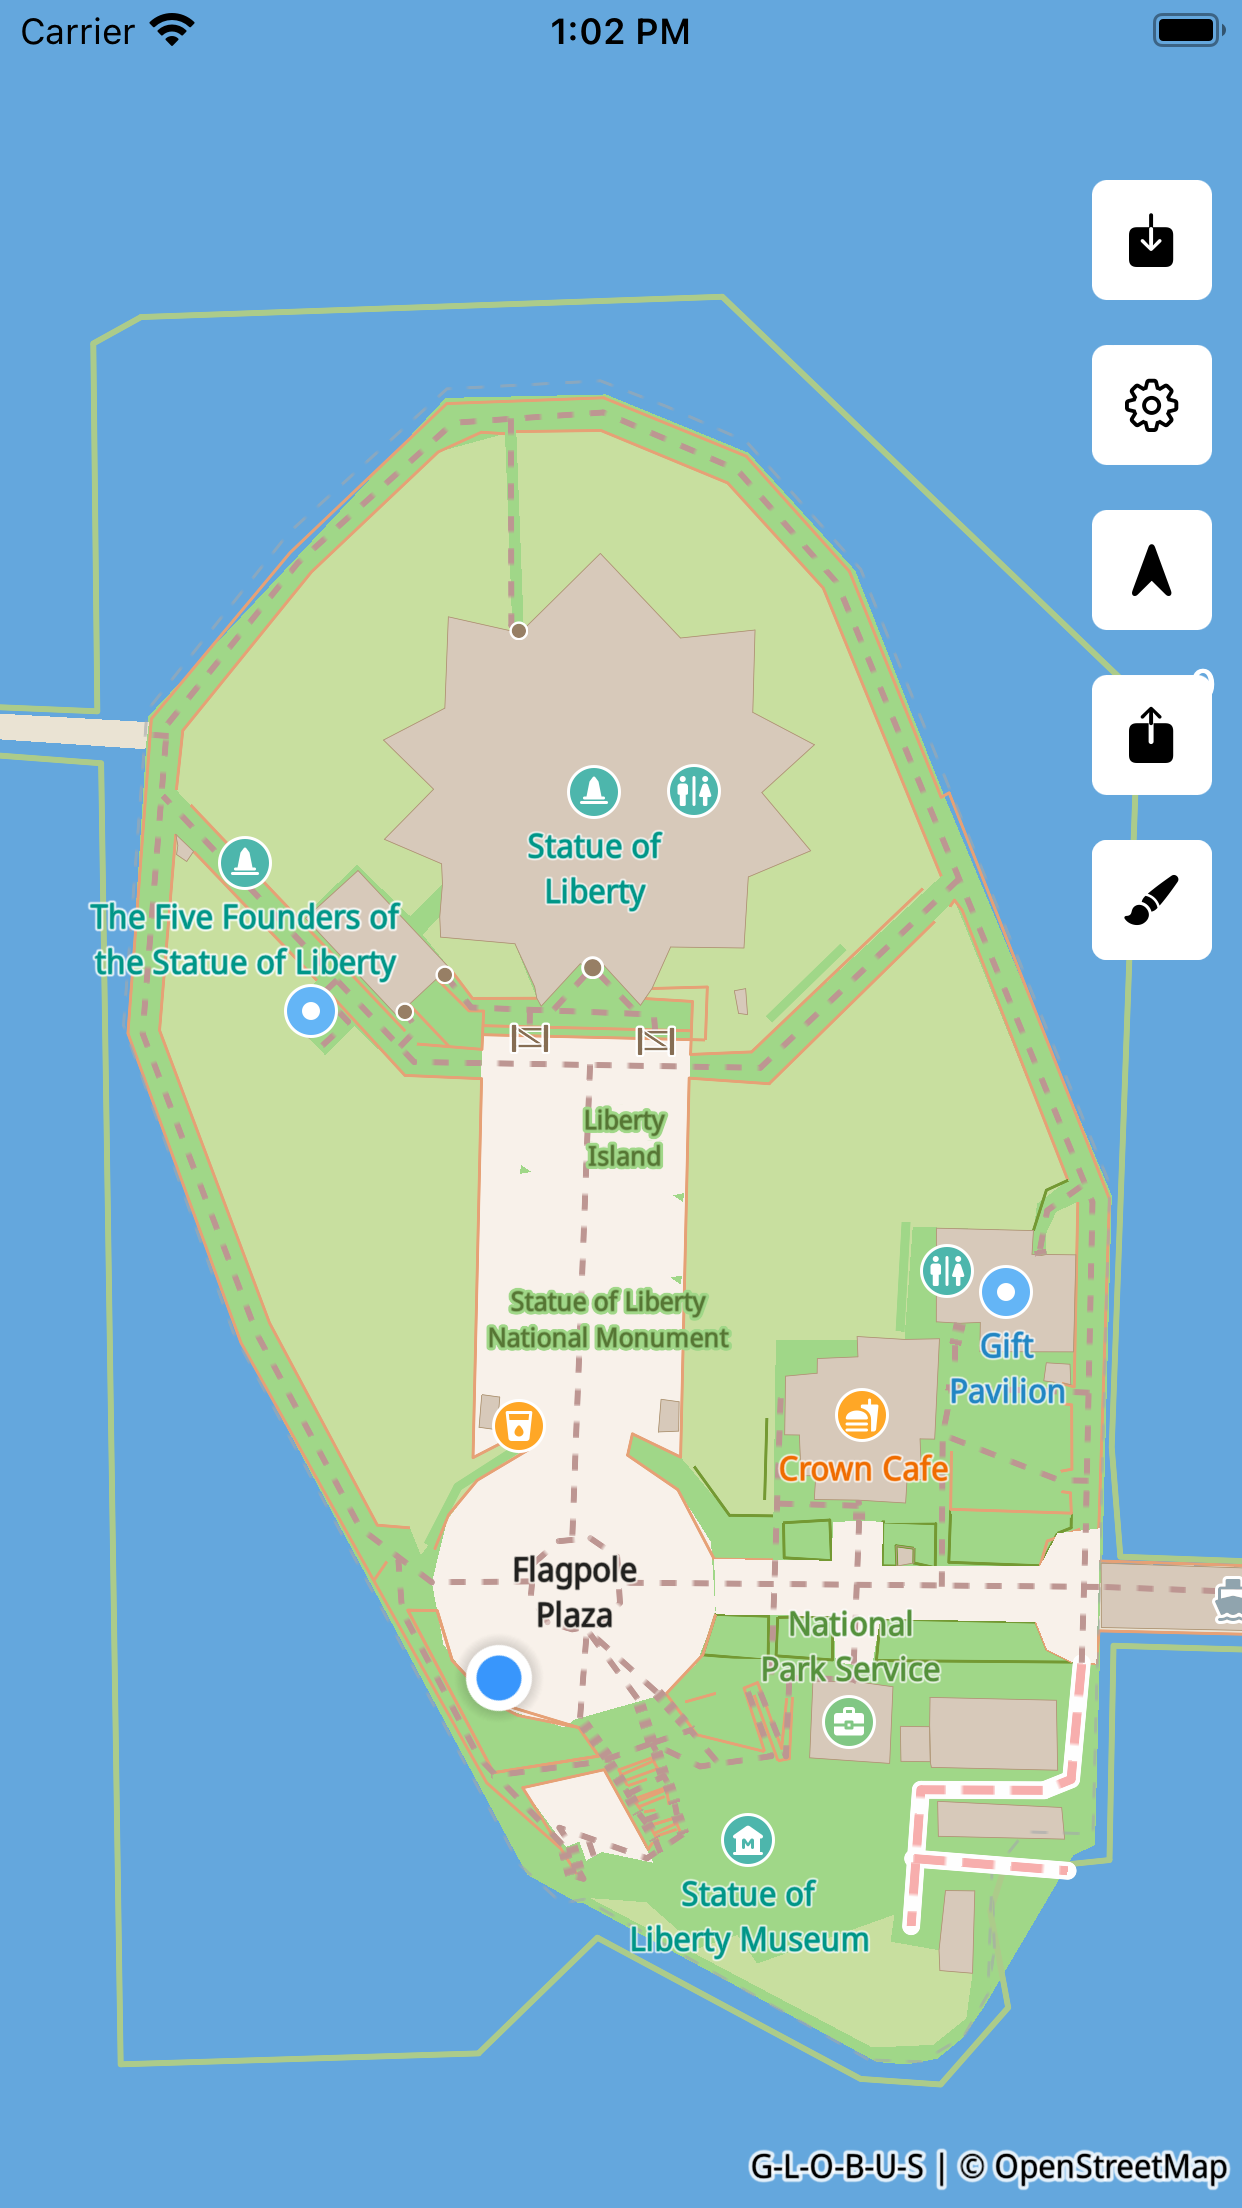 Carrier
1:02 PM
Statue of
Liberty
The Five Founders of
the Statue of Liberty
Liberty
Island
Statue of Liberty
National Monument
Gift
Pavilion
Crown Cafe
Flagpole
Plaza
National
Park Service
M
Statue of
Liberty Museum
G-L-O-B-U-S | © OpenStreetMap